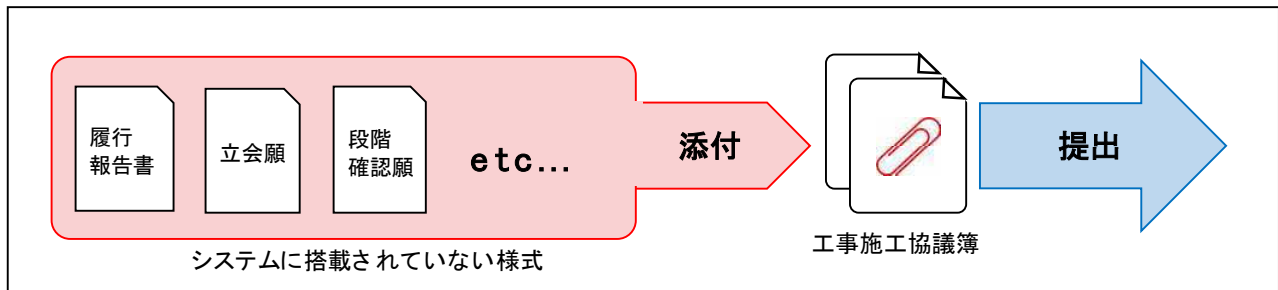 履行
報告書
立会願
段階
確認願
etc...
添付
提出
システムに搭載されていない様式
工事施工協議簿